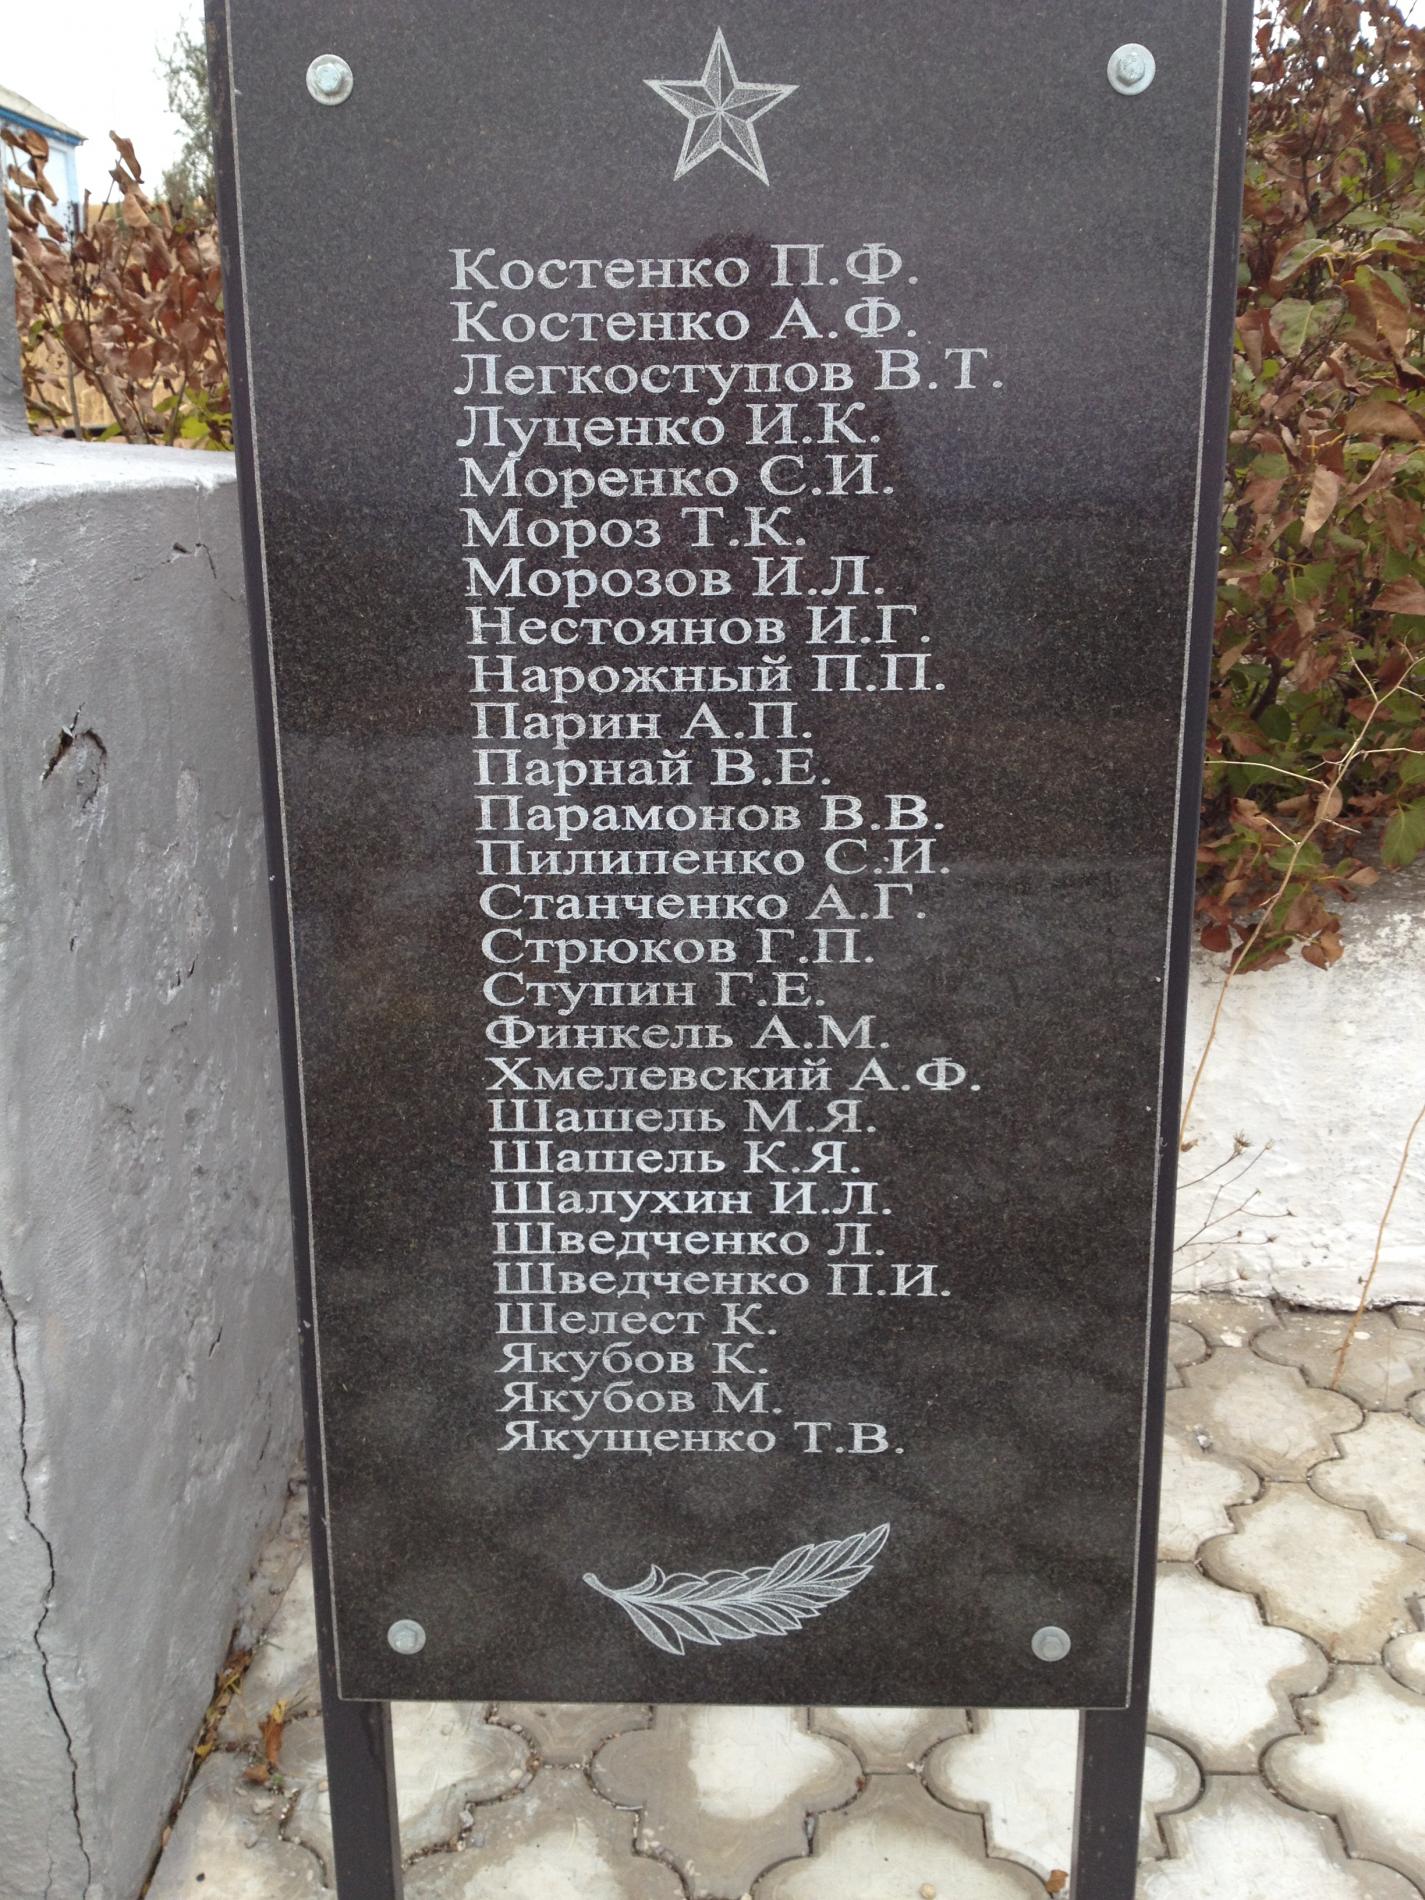 Костенко П.Ф.
Костенко А.Ф.
Легкоступов В.Т.
Луценко И.К.
Моренко С.И.
Мороз Т.К.
Морозов И.Л.
Нестоянов И.Г.
Нарожный П.П.
Парин А.П.
Парнай В.Е.
Парамонов В.В.
Пилипенко С.И.
Станченко А.Г.
Стрюков Г.П.
Ступин Г.Е.
Финкель А.М.
Хмелевский А.Ф.
Шашель М.Я.
Шашель К.Я.
Шалухин И.Л.
Шведченко Л.
Шведченко П.И.
Шелест К.
Якубов К.
Якубов М.
Якущенко Т.В.